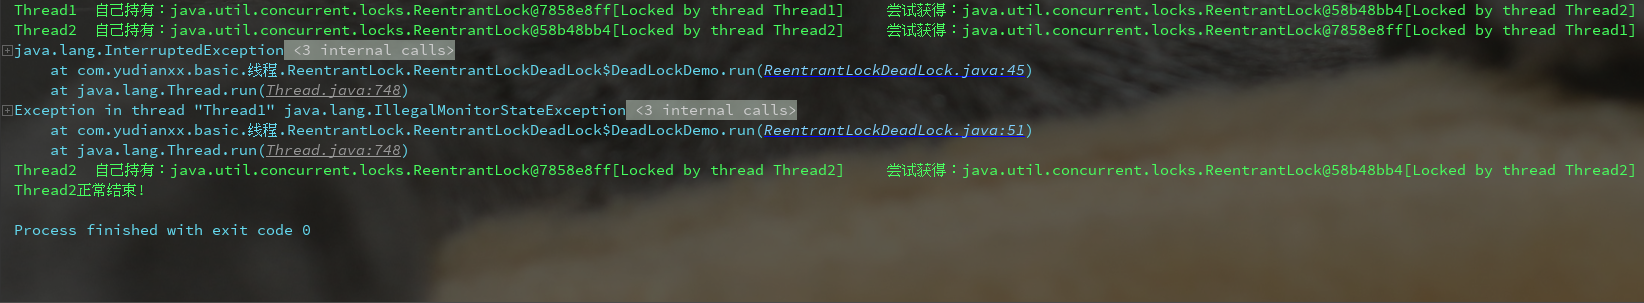 Thread1  自己持有：java.util.concurrent.locks.ReentrantLock@7858e8ff[Locked by thread Thread1]     尝试获得：java.util.concurrent.locks.ReentrantLock@58b48bb4[Locked by thread Thread2]
Thread2  自己持有：java.util.concurrent.locks.ReentrantLock@58b48bb4[Locked by thread Thread2]     尝试获得：java.util.concurrent.locks.ReentrantLock@7858e8ff[Locked by thread Thread1]
java.lang.InterruptedException <3 internal calls>
    at com.yudianxx.basic.线程.ReentrantLock.ReentrantLockDeadLock$DeadLockDemo.run(ReentrantLockDeadLock.java:45)
    at java.lang.Thread.run(Thread.java:748)
Exception in thread "Thread1" java.lang.IllegalMonitorStateException <3 internal calls>
    at com.yudianxx.basic.线程.ReentrantLock.ReentrantLockDeadLock$DeadLockDemo.run(ReentrantLockDeadLock.java:51)
    at java.lang.Thread.run(Thread.java:748)
Thread2  自己持有：java.util.concurrent.locks.ReentrantLock@7858e8ff[Locked by thread Thread2]     尝试获得：java.util.concurrent.locks.ReentrantLock@58b48bb4[Locked by thread Thread2]
Thread2正常结束!
Process finished with exit code 0